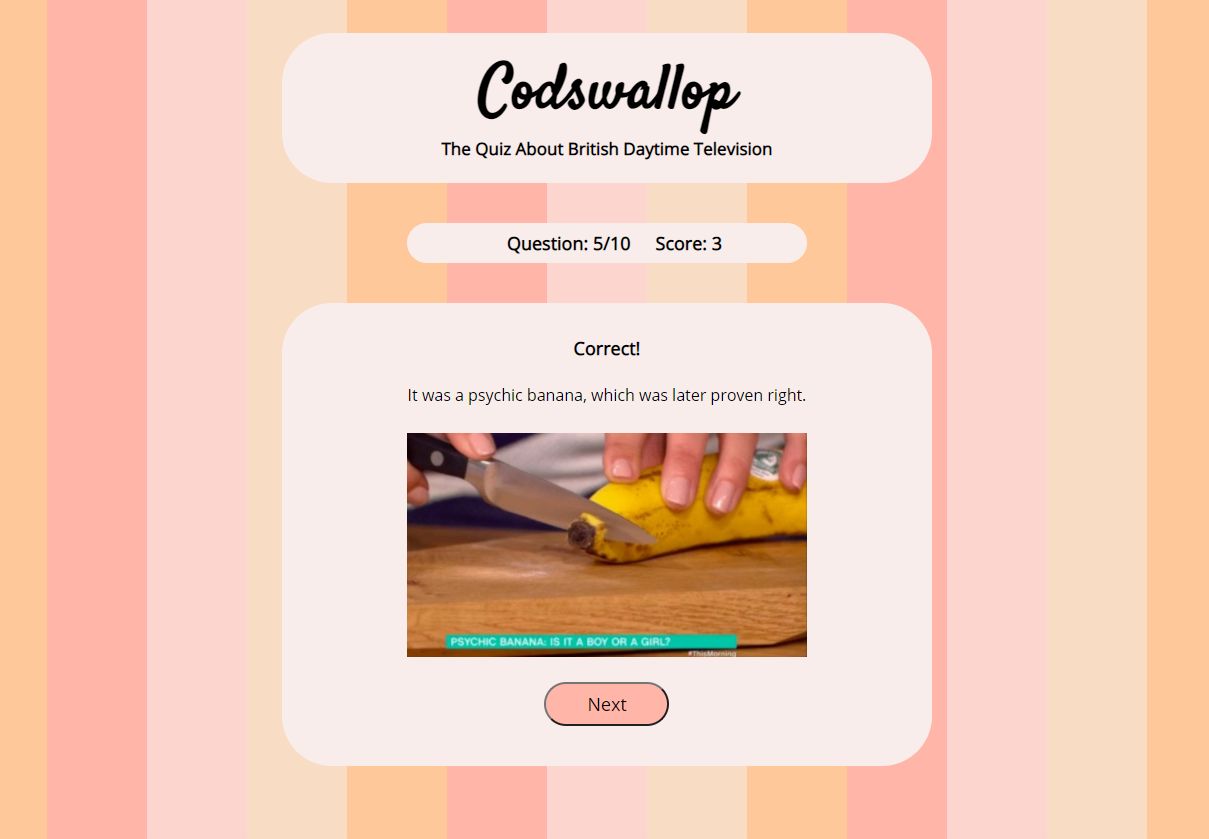 Codswallop
The Quiz About British Daytime Television
Question: 5/10 Score: 3
Correct!
It was a psychic banana, which was later proven right.
PSYCHIC BANANA: IS IT A BOY OR A GIRL?
#ThisMorning
Next